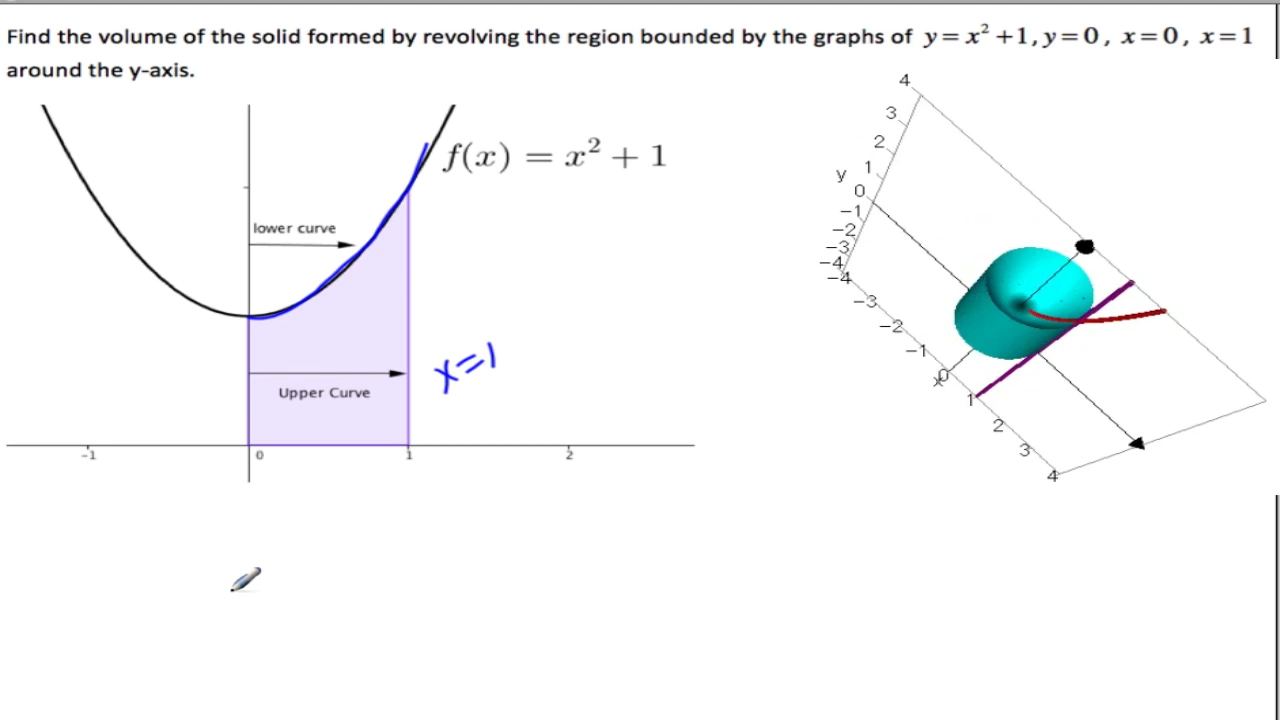 Find the volume of the solid formed by revolving the region bounded by the graphs of y = x² + 1, y = 0, x = 0, x = 1
around the y-axis.
f(x) = x² + 1
lower curve
Upper Curve
x=1
-1 0 1 2
4
3
2
1
y
0
-1
-2
-3
-4
-4
-3
-2
-1
x 0
1
2
3
4